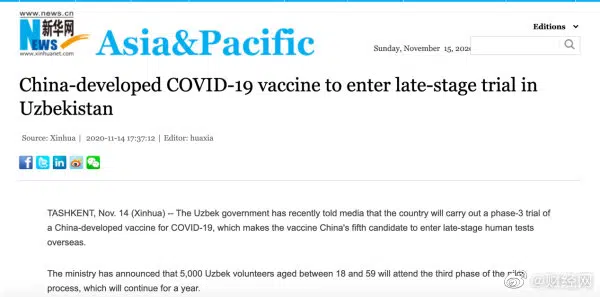 www.news.cn
新华网
NEWS
www.xinhuanet.com
Asia&Pacific
Editions
Sunday, November 15, 2020
China-developed COVID-19 vaccine to enter late-stage trial in
Uzbekistan
Source: Xinhua | 2020-11-14 17:37:12 | Editor: huaxia
TASHKENT, Nov. 14 (Xinhua) -- The Uzbek government has recently told media that the country will carry out a phase-3 trial of
a China-developed vaccine for COVID-19, which makes the vaccine China's fifth candidate to enter late-stage human tests
overseas.
The ministry has announced that 5,000 Uzbek volunteers aged between 18 and 59 will attend the third phase of the
process, which will continue for a year.
@财经网